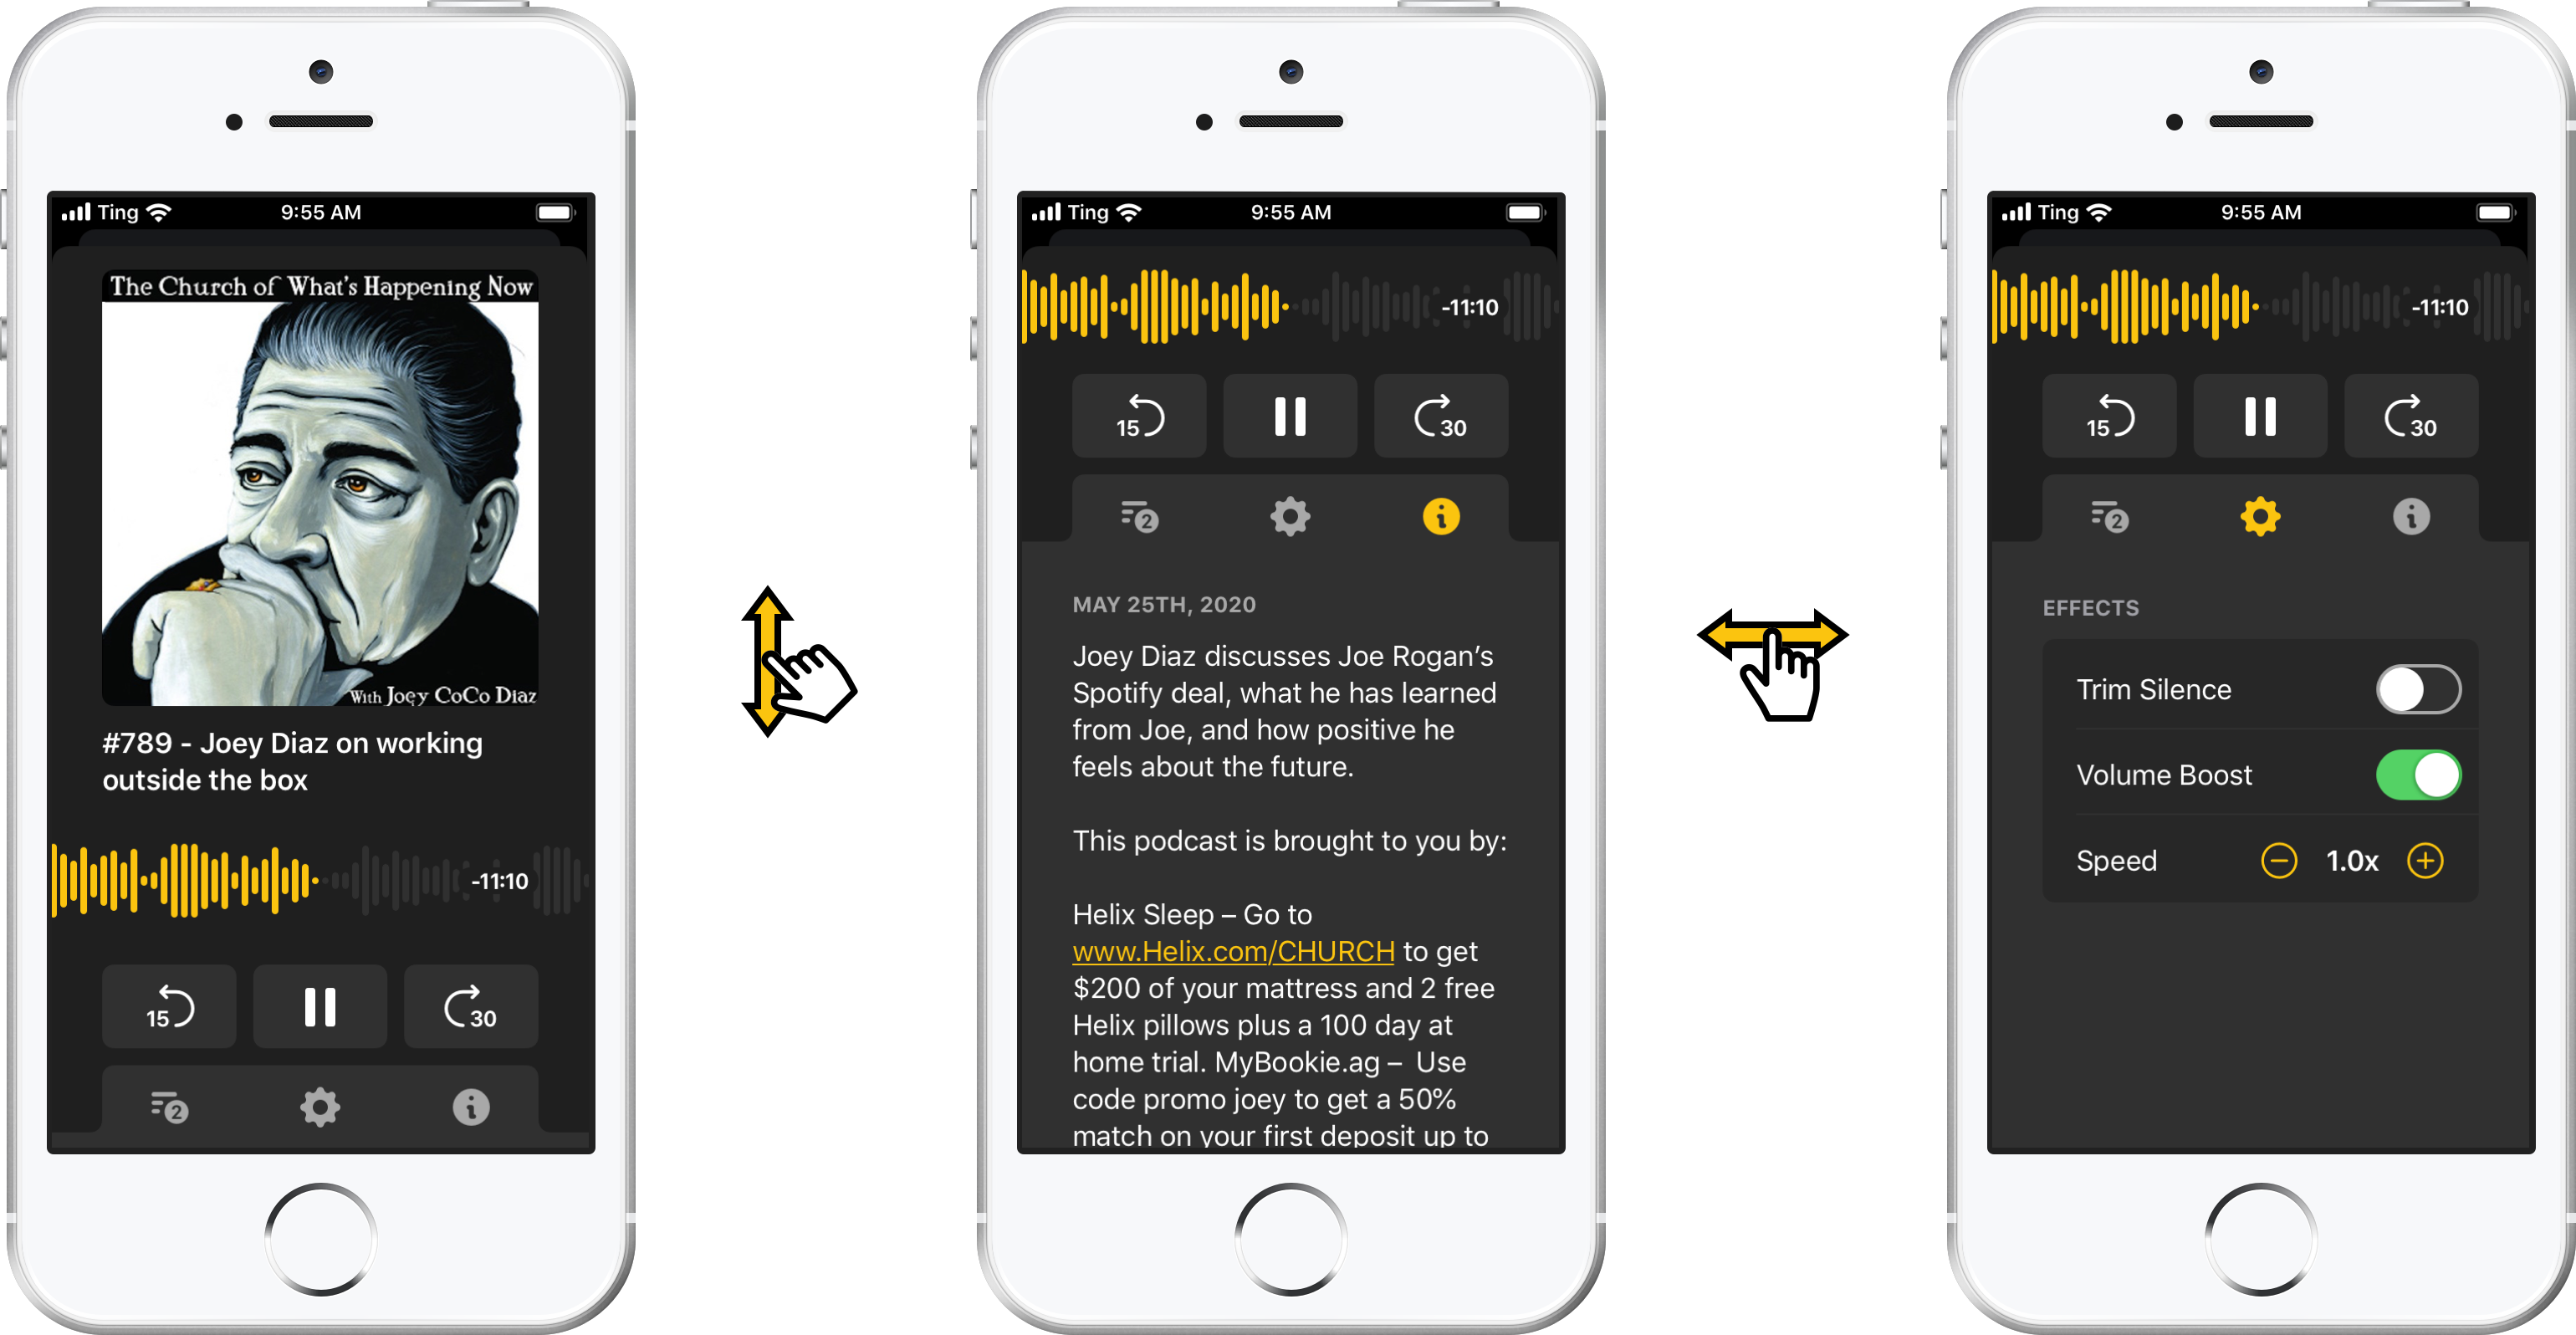 Ting 9:55 AM
The Church of What's Happening Now
With Joey CoCo Diaz
#789 - Joey Diaz on working
outside the box
-11:10
15 30
2
Ting 9:55 AM
-11:10
15 30
2
MAY 25TH, 2020
Joey Diaz discusses Joe Rogan's
Spotify deal, what he has learned
from Joe, and how positive he
feels about the future.
This podcast is brought to you by:
Helix Sleep – Go to
www.Helix.com/CHURCH to get
$200 of your mattress and 2 free
Helix pillows plus a 100 day at
home trial. MyBookie.ag –  Use
code promo joey to get a 50%
match on your first deposit up to
Ting 9:55 AM
-11:10
15 30
2
EFFECTS
Trim Silence
Volume Boost
Speed 1.0x